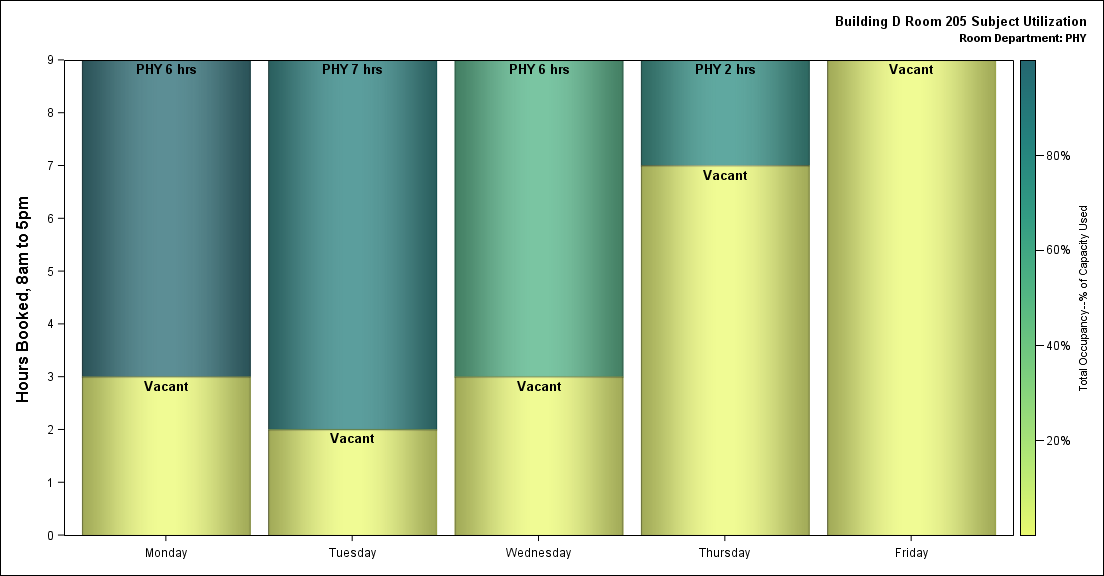 Building D Room 205 Subject Utilization
Room Department: PHY
Hours Booked, 8am to 5pm
9
8
7
6
5
4
3
2
1
0
PHY 6 hrs
Vacant
PHY 7 hrs
Vacant
PHY 6 hrs
Vacant
PHY 2 hrs
Vacant
Vacant
Monday
Tuesday
Wednesday
Thursday
Friday
80%
60%
40%
20%
Total Occupancy--% of Capacity Used